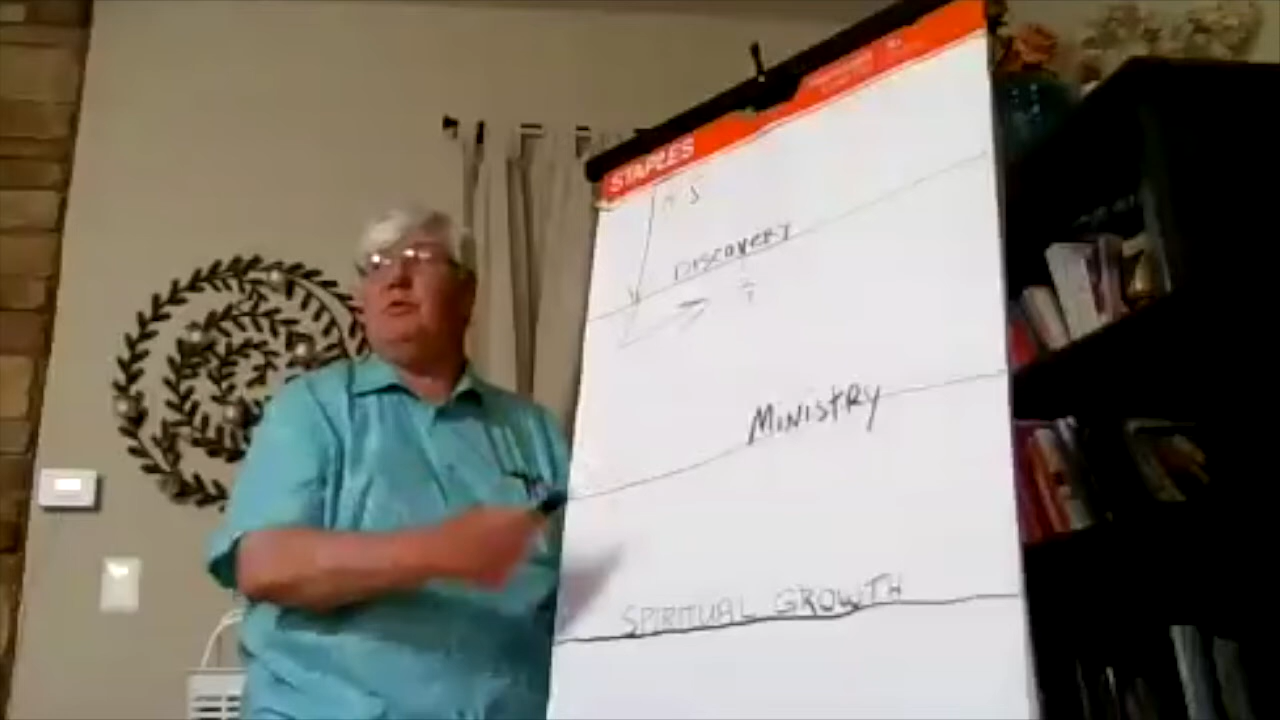 STAPLES
DISCOVERY
?
MiNiSTRY
SPIRITUAL GROWTH